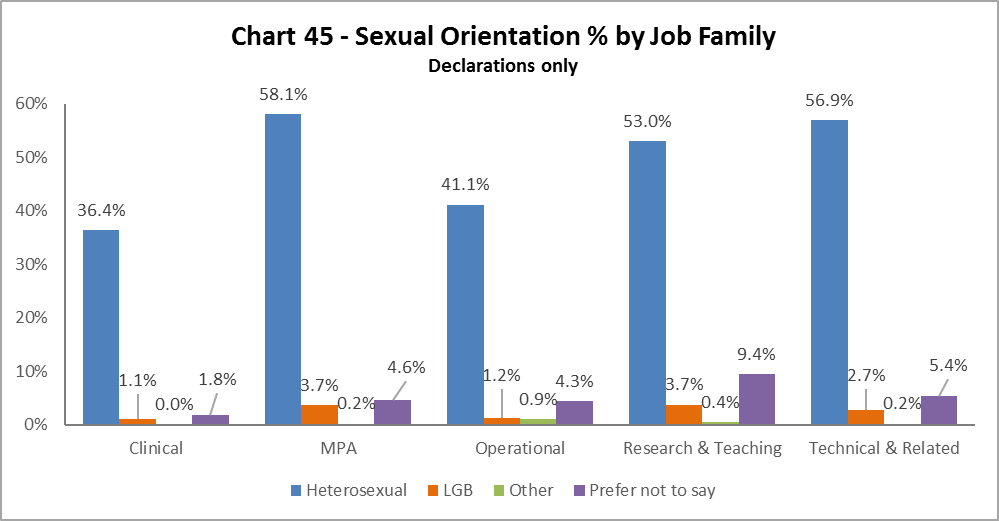 Chart 45 - Sexual Orientation % by Job Family
Declarations only
60%
50%
40%
30%
20%
10%
0%
36.4%
1.1%
0.0%
1.8%
58.1%
3.7%
0.2%
4.6%
41.1%
1.2%
0.9%
4.3%
53.0%
3.7%
0.4%
9.4%
56.9%
2.7%
0.2%
5.4%
Clinical
MPA
Operational
Research & Teaching
Technical & Related
Heterosexual
LGB
Other
Prefer not to say